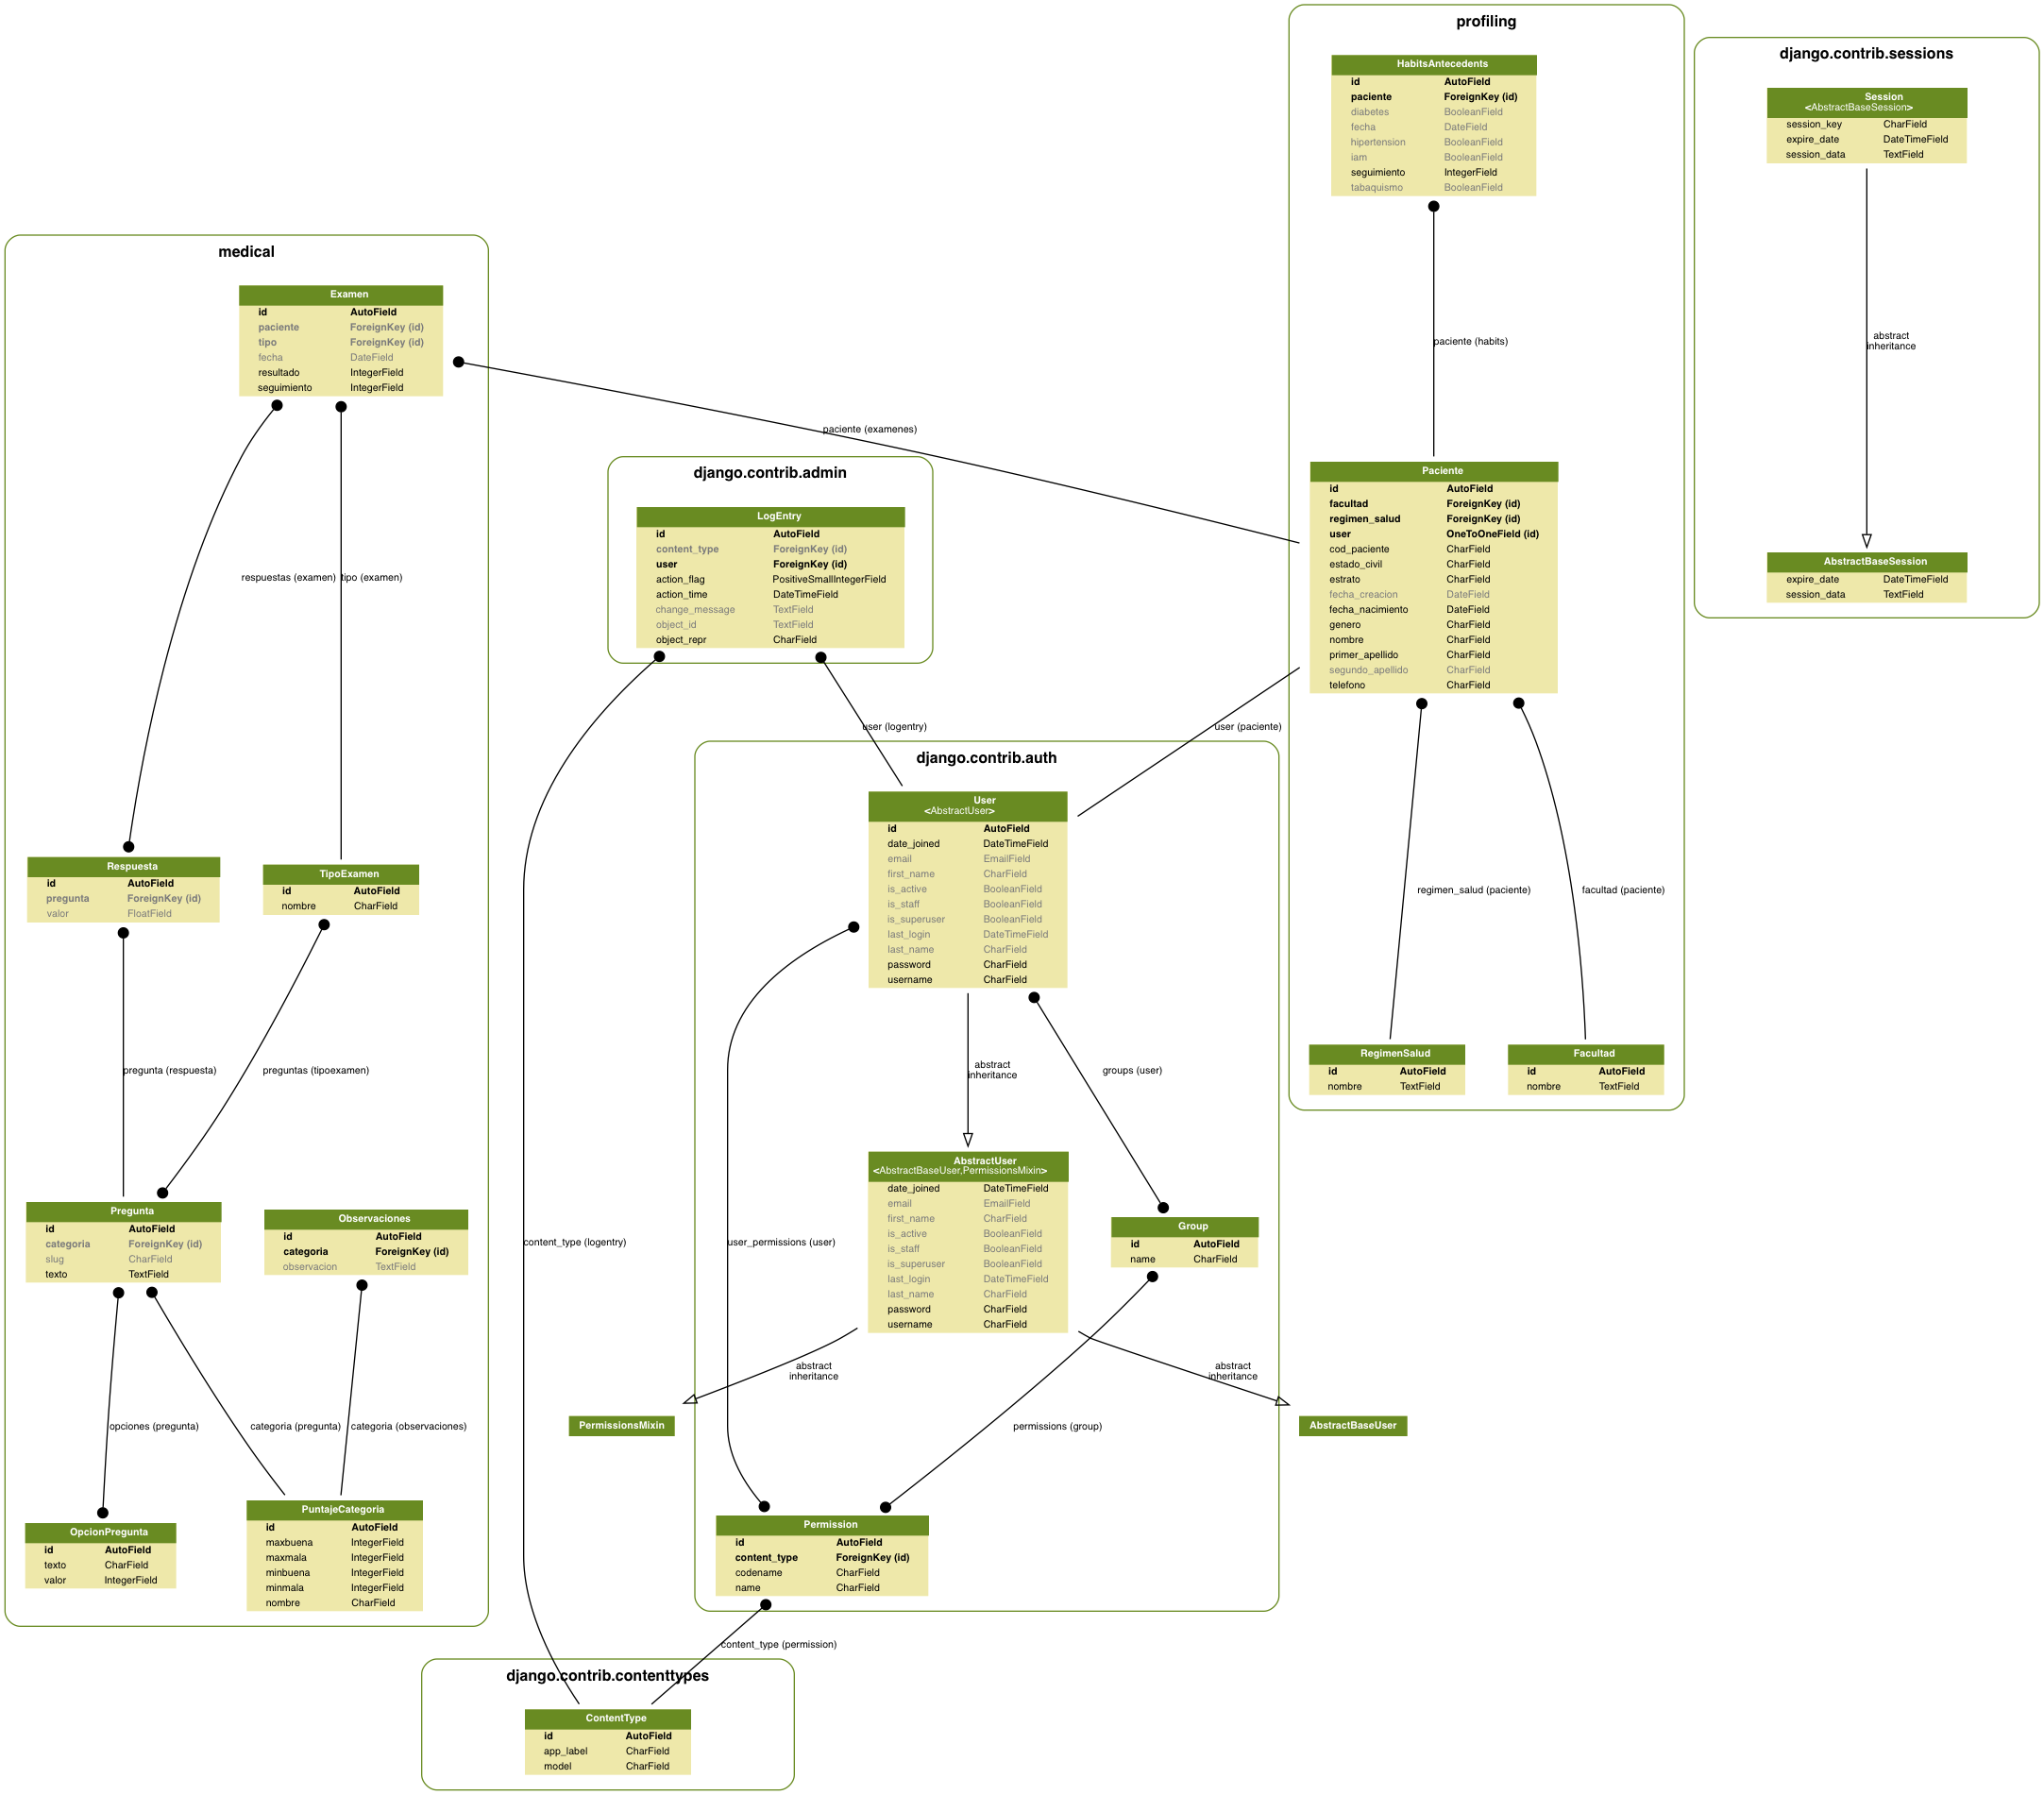 profiling
HabitsAntecedents
id AutoField
paciente ForeignKey (id)
diabetes BooleanField
fecha DateField
hipertension BooleanField
iam BooleanField
seguimiento IntegerField
tabaquismo BooleanField
paciente (habits)
Paciente
id AutoField
facultad ForeignKey (id)
regimen_salud ForeignKey (id)
user OneToOneField (id)
cod_paciente CharField
estado_civil CharField
estrato CharField
fecha_creacion DateField
fecha_nacimiento DateField
genero CharField
nombre CharField
primer_apellido CharField
segundo_apellido CharField
telefono CharField
regimen_salud (paciente)
facultad (paciente)
RegimenSalud
id AutoField
nombre TextField
Facultad
id AutoField
nombre TextField
django.contrib.sessions
Session
<AbstractBaseSession>
session_key CharField
expire_date DateTimeField
session_data TextField
abstract
inheritance
AbstractBaseSession
expire_date DateTimeField
session_data TextField
medical
Examen
id AutoField
paciente ForeignKey (id)
tipo ForeignKey (id)
fecha DateField
resultado IntegerField
seguimiento IntegerField
paciente (examenes)
respuestas (examen)
tipo (examen)
Respuesta
id AutoField
pregunta ForeignKey (id)
valor FloatField
TipoExamen
id AutoField
nombre CharField
pregunta (respuesta)
preguntas (tipoexamen)
Pregunta
id AutoField
categoria ForeignKey (id)
slug CharField
texto TextField
Observaciones
id AutoField
categoria ForeignKey (id)
observacion TextField
opciones (pregunta)
categoria (pregunta)
categoria (observaciones)
OpcionPregunta
id AutoField
texto CharField
valor IntegerField
PuntajeCategoria
id AutoField
maxbuena IntegerField
maxmala IntegerField
minbuena IntegerField
minmala IntegerField
nombre CharField
django.contrib.admin
LogEntry
id AutoField
content_type ForeignKey (id)
user ForeignKey (id)
action_flag PositiveSmallIntegerField
action_time DateTimeField
change_message TextField
object_id TextField
object_repr CharField
user (logentry)
user (paciente)
content_type (logentry)
django.contrib.auth
User
<AbstractUser>
id AutoField
date_joined DateTimeField
email EmailField
first_name CharField
is_active BooleanField
is_staff BooleanField
is_superuser BooleanField
last_login DateTimeField
last_name CharField
password CharField
username CharField
abstract
inheritance
groups (user)
user_permissions (user)
AbstractUser
<AbstractBaseUser,PermissionsMixin>
date_joined DateTimeField
email EmailField
first_name CharField
is_active BooleanField
is_staff BooleanField
is_superuser BooleanField
last_login DateTimeField
last_name CharField
password CharField
username CharField
Group
id AutoField
name CharField
abstract
inheritance
abstract
inheritance
permissions (group)
PermissionsMixin
AbstractBaseUser
Permission
id AutoField
content_type ForeignKey (id)
codename CharField
name CharField
content_type (permission)
django.contrib.contenttypes
ContentType
id AutoField
app_label CharField
model CharField